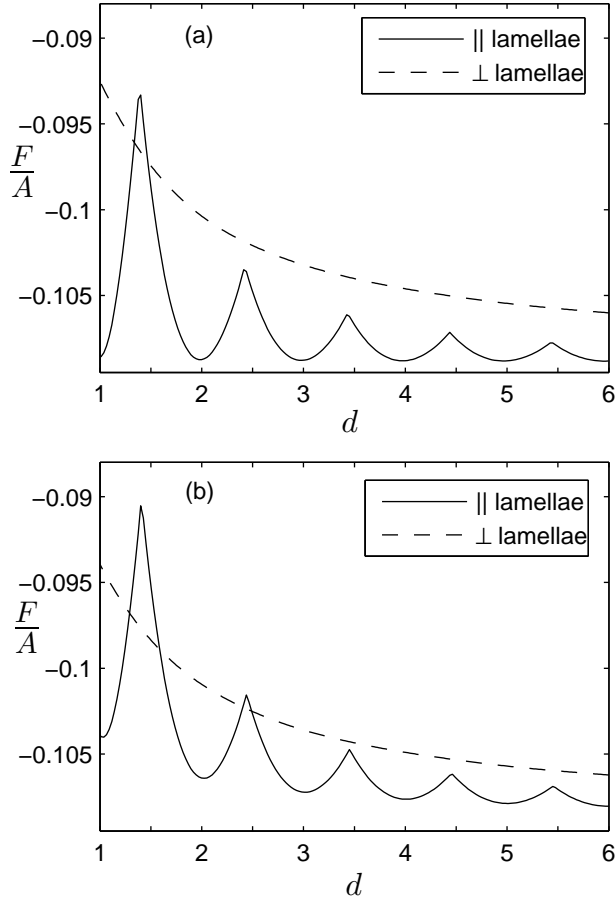 (a)
|| lamellae
⊥ lamellae
−0.09
−0.095
−0.1
−0.105
F
A
1 2 3 4 5 6
d
(b)
|| lamellae
⊥ lamellae
−0.09
−0.095
−0.1
−0.105
F
A
1 2 3 4 5 6
d